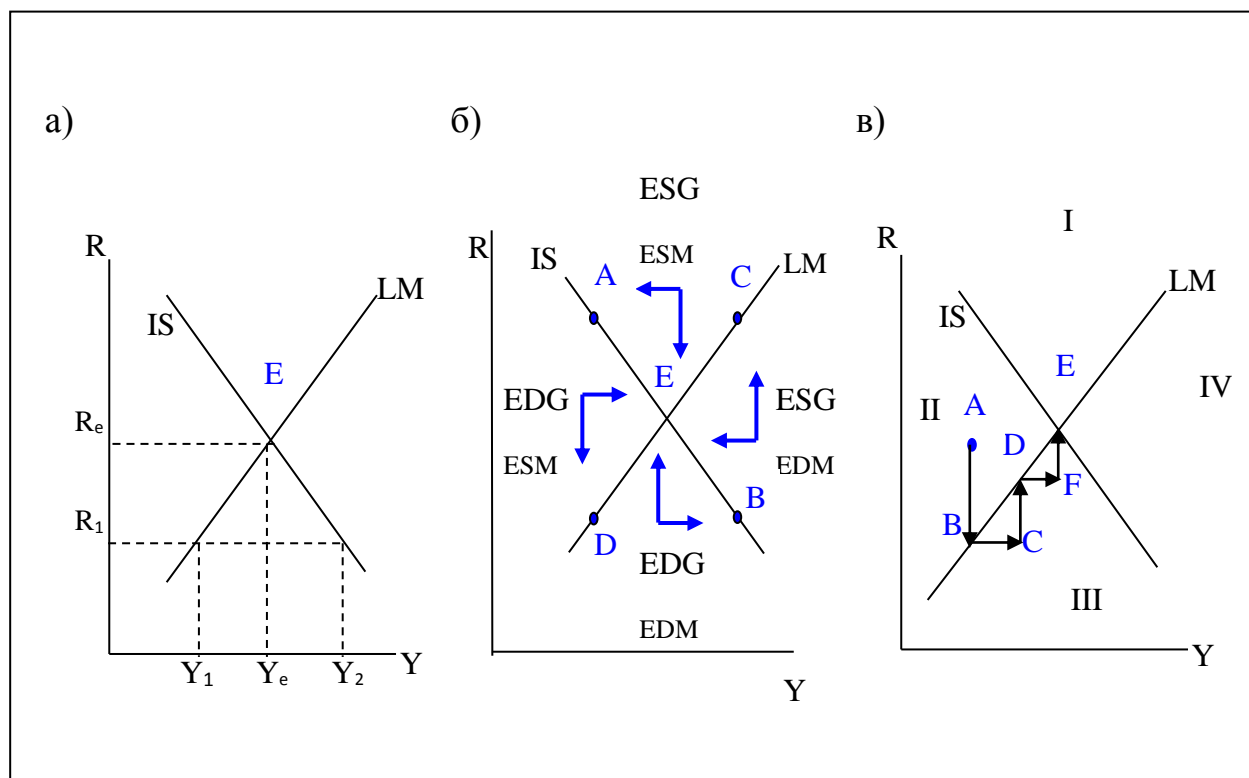 а)
R
IS
LM
E
Rₑ
R₁
Y₁
Yₑ
Y₂
Y
б)
ESG
R
IS
A
ESM
C
LM
E
EDG
ESG
ESM
EDM
B
D
EDG
EDM
Y
в)
I
R
IS
LM
E
IV
II
A
D
F
B
C
III
Y